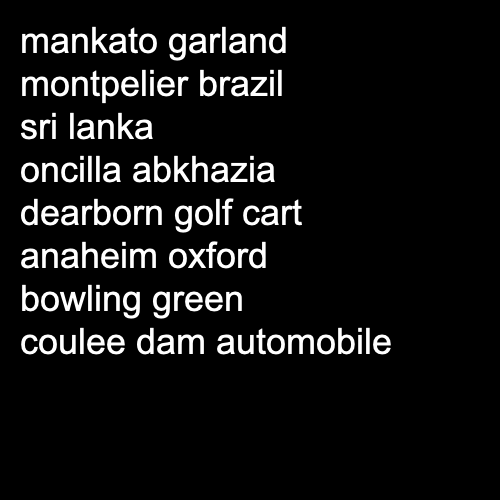 mankato garland
montpelier brazil
sri lanka
oncilla abkhazia
dearborn golf cart
anaheim oxford
bowling green
coulee dam automobile